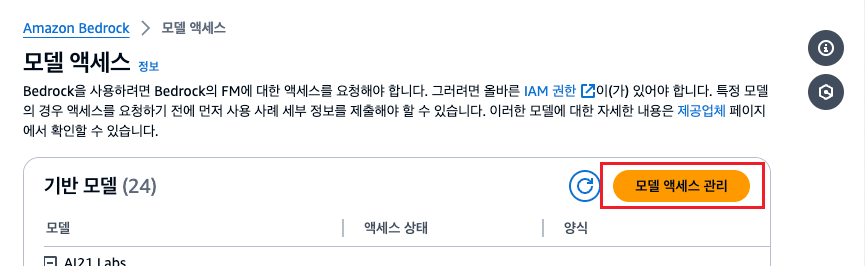 Amazon Bedrock > 모델 액세스
모델 액세스 정보
Bedrock을 사용하려면 Bedrock의 FM에 대한 액세스를 요청해야 합니다. 그러려면 올바른 IAM 권한 이(가) 있어야 합니다. 특정 모델
의 경우 액세스를 요청하기 전에 먼저 사용 사례 세부 정보를 제출해야 할 수 있습니다. 이러한 모델에 대한 자세한 내용은 제공업체 페이지
에서 확인할 수 있습니다.
기반 모델 (24)
모델 액세스 관리
모델 액세스 상태 양식
AI21 Labs